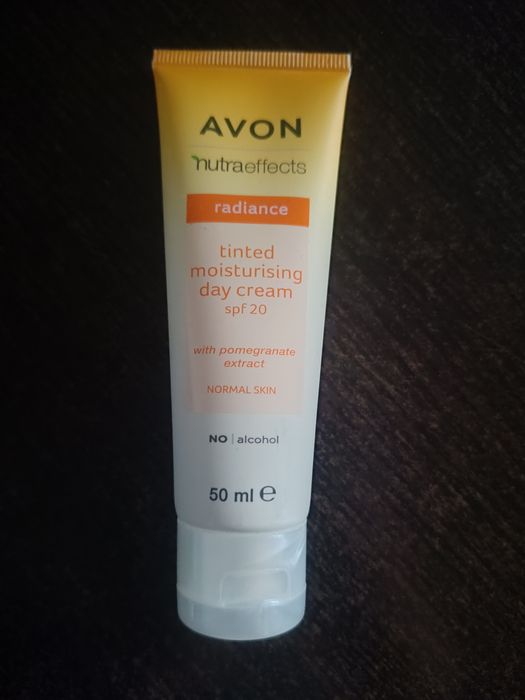 AVON
nutraeffects
radiance
tinted
moisturising
day cream
spf 20
with pomegranate
extract
NORMAL SKIN
NO | alcohol
50 ml ℮